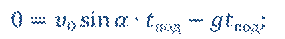 0 = v₀ sin α · t_под − gt_под;